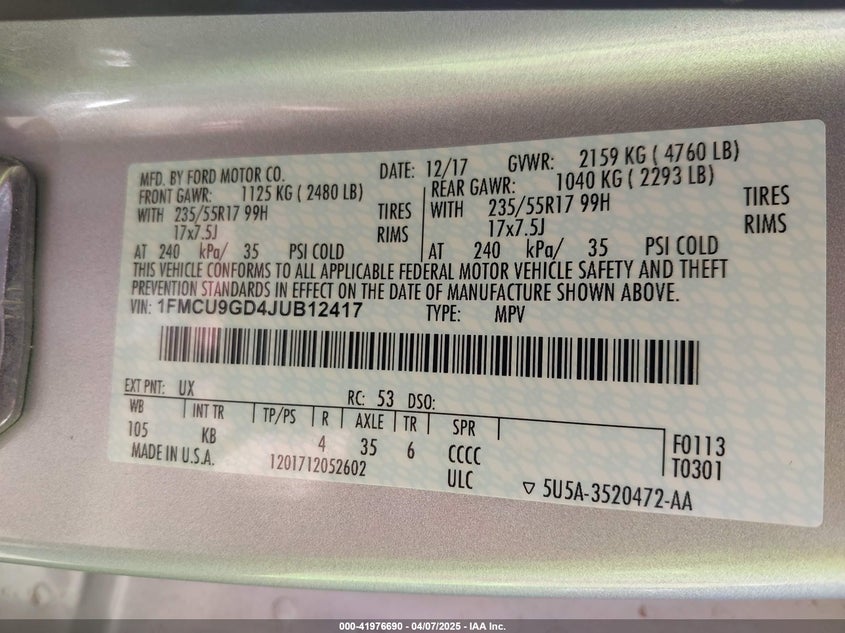 MFD. BY FORD MOTOR CO. DATE: 12/17 GVWR: 2159 KG ( 4760 LB)
FRONT GAWR: 1125 KG ( 2480 LB) REAR GAWR: 1040 KG ( 2293 LB)
WITH 235/55R17 99H TIRES WITH 235/55R17 99H TIRES
17x7.5J RIMS 17x7.5J RIMS
AT 240 kPa/ 35 PSI COLD AT 240 kPa/ 35 PSI COLD
THIS VEHICLE CONFORMS TO ALL APPLICABLE FEDERAL MOTOR VEHICLE SAFETY AND THEFT
PREVENTION STANDARDS IN EFFECT ON THE DATE OF MANUFACTURE SHOWN ABOVE.
VIN: 1FMCU9GD4JUB12417 TYPE: MPV
EXT PNT: UX RC: 53 DSO:
WB INT TR TP/PS R AXLE TR SPR
105 KB 4 35 6 CCCC F0113
MADE IN U.S.A. 1201712052602 ULC T0301
▽ 5U5A-3520472-AA
000-41976690 - 04/07/2025 - IAA Inc.